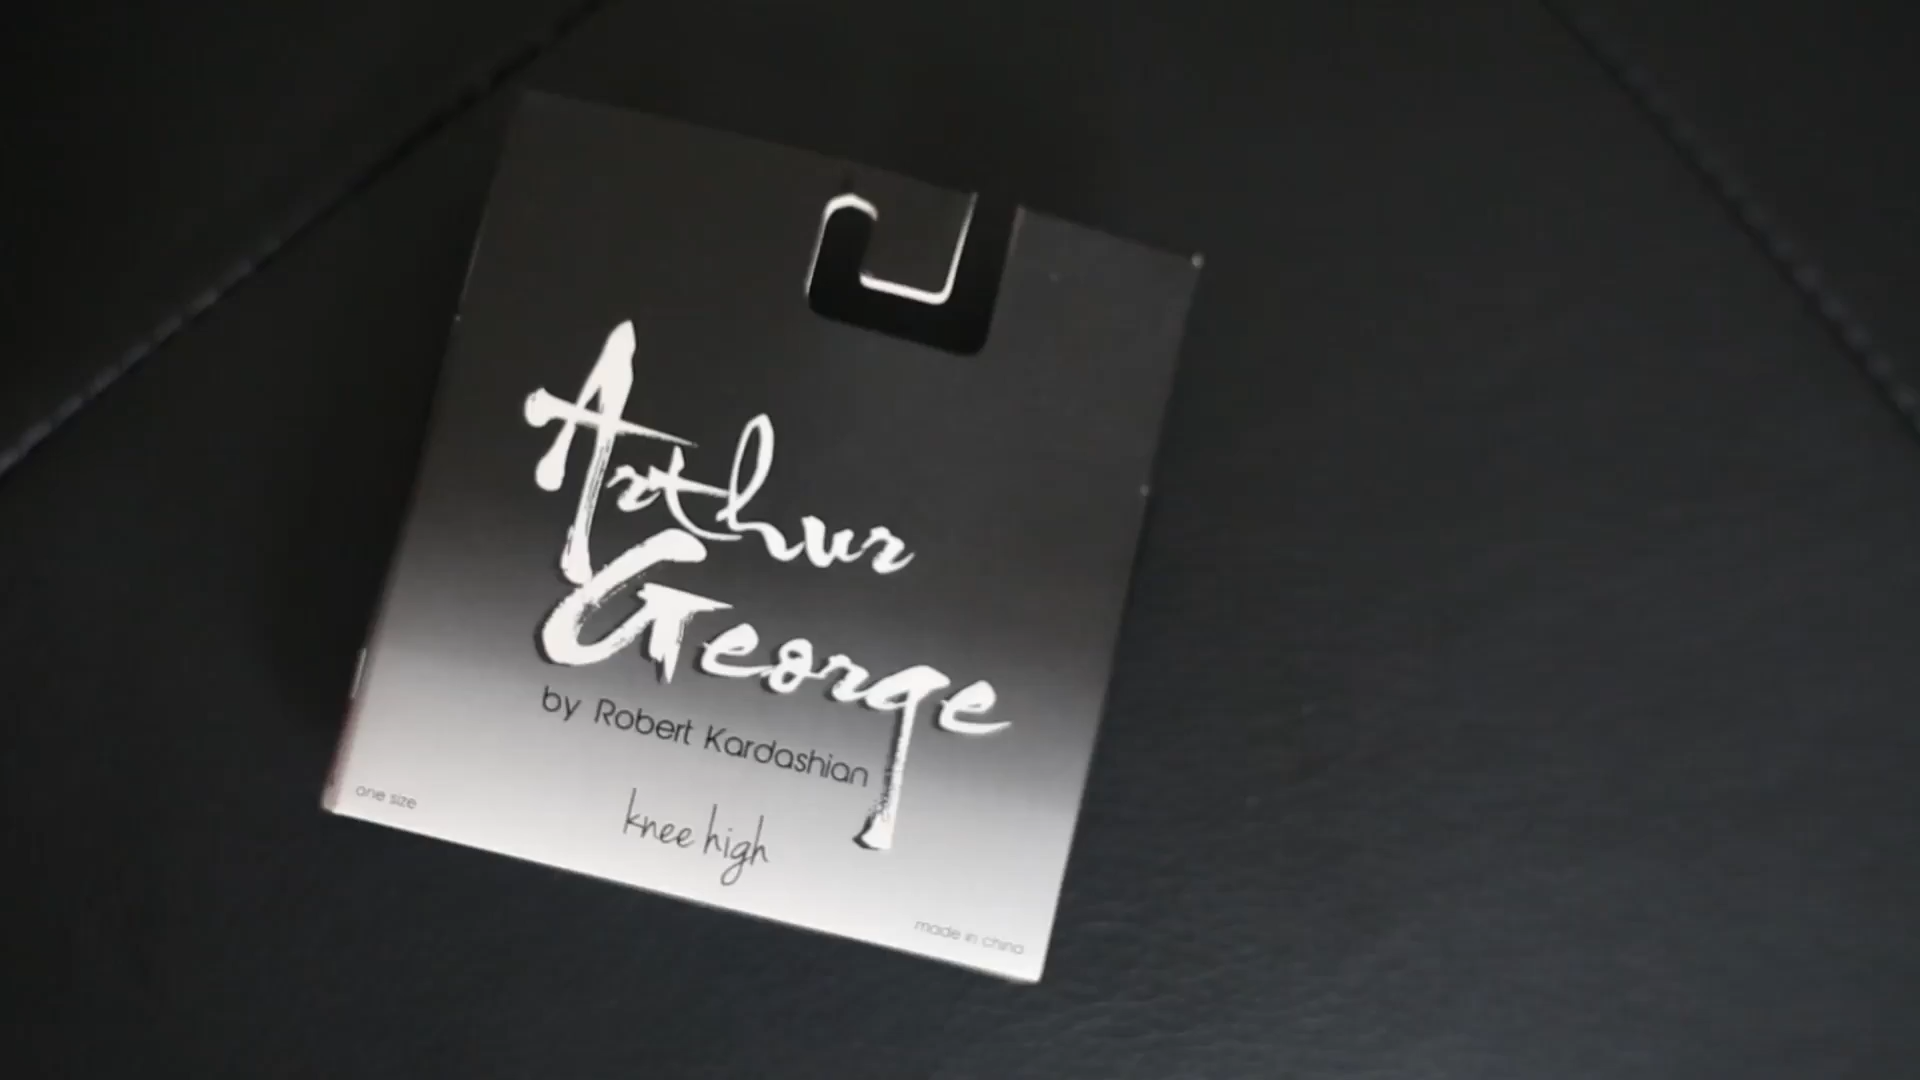 Arthur
George
by Robert Kardashian
one size
knee high
made in china